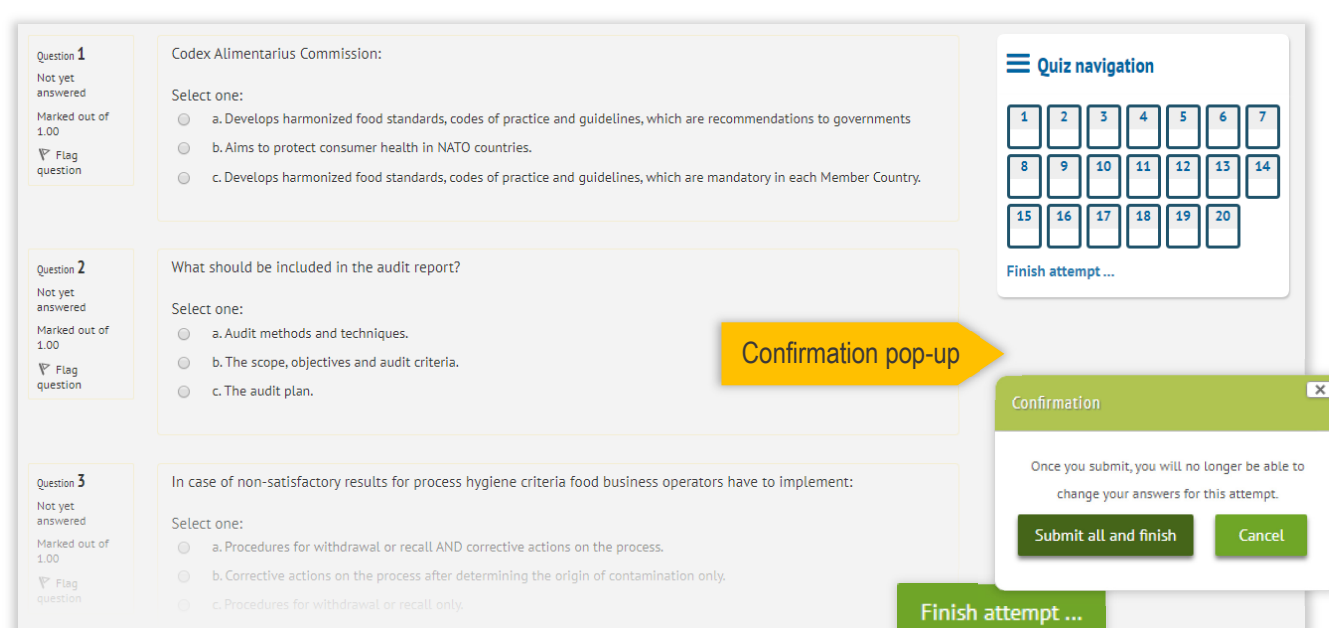 Question 1
Not yet
answered
Marked out of
1.00
Flag
question
Codex Alimentarius Commission:
Select one:
a. Develops harmonized food standards, codes of practice and guidelines, which are recommendations to governments
b. Aims to protect consumer health in NATO countries.
c. Develops harmonized food standards, codes of practice and guidelines, which are mandatory in each Member Country.
Question 2
Not yet
answered
Marked out of
1.00
Flag
question
What should be included in the audit report?
Select one:
a. Audit methods and techniques.
b. The scope, objectives and audit criteria.
c. The audit plan.
Question 3
Not yet
answered
Marked out of
1.00
Flag
question
In case of non-satisfactory results for process hygiene criteria food business operators have to implement:
Select one:
a. Procedures for withdrawal or recall AND corrective actions on the process.
b. Corrective actions on the process after determining the origin of contamination only.
c. Procedures for withdrawal or recall only.
Quiz navigation
1 2 3 4 5 6 7
8 9 10 11 12 13 14
15 16 17 18 19 20
Finish attempt ...
Confirmation pop-up
Confirmation
Once you submit, you will no longer be able to
change your answers for this attempt.
Submit all and finish Cancel
Finish attempt ...